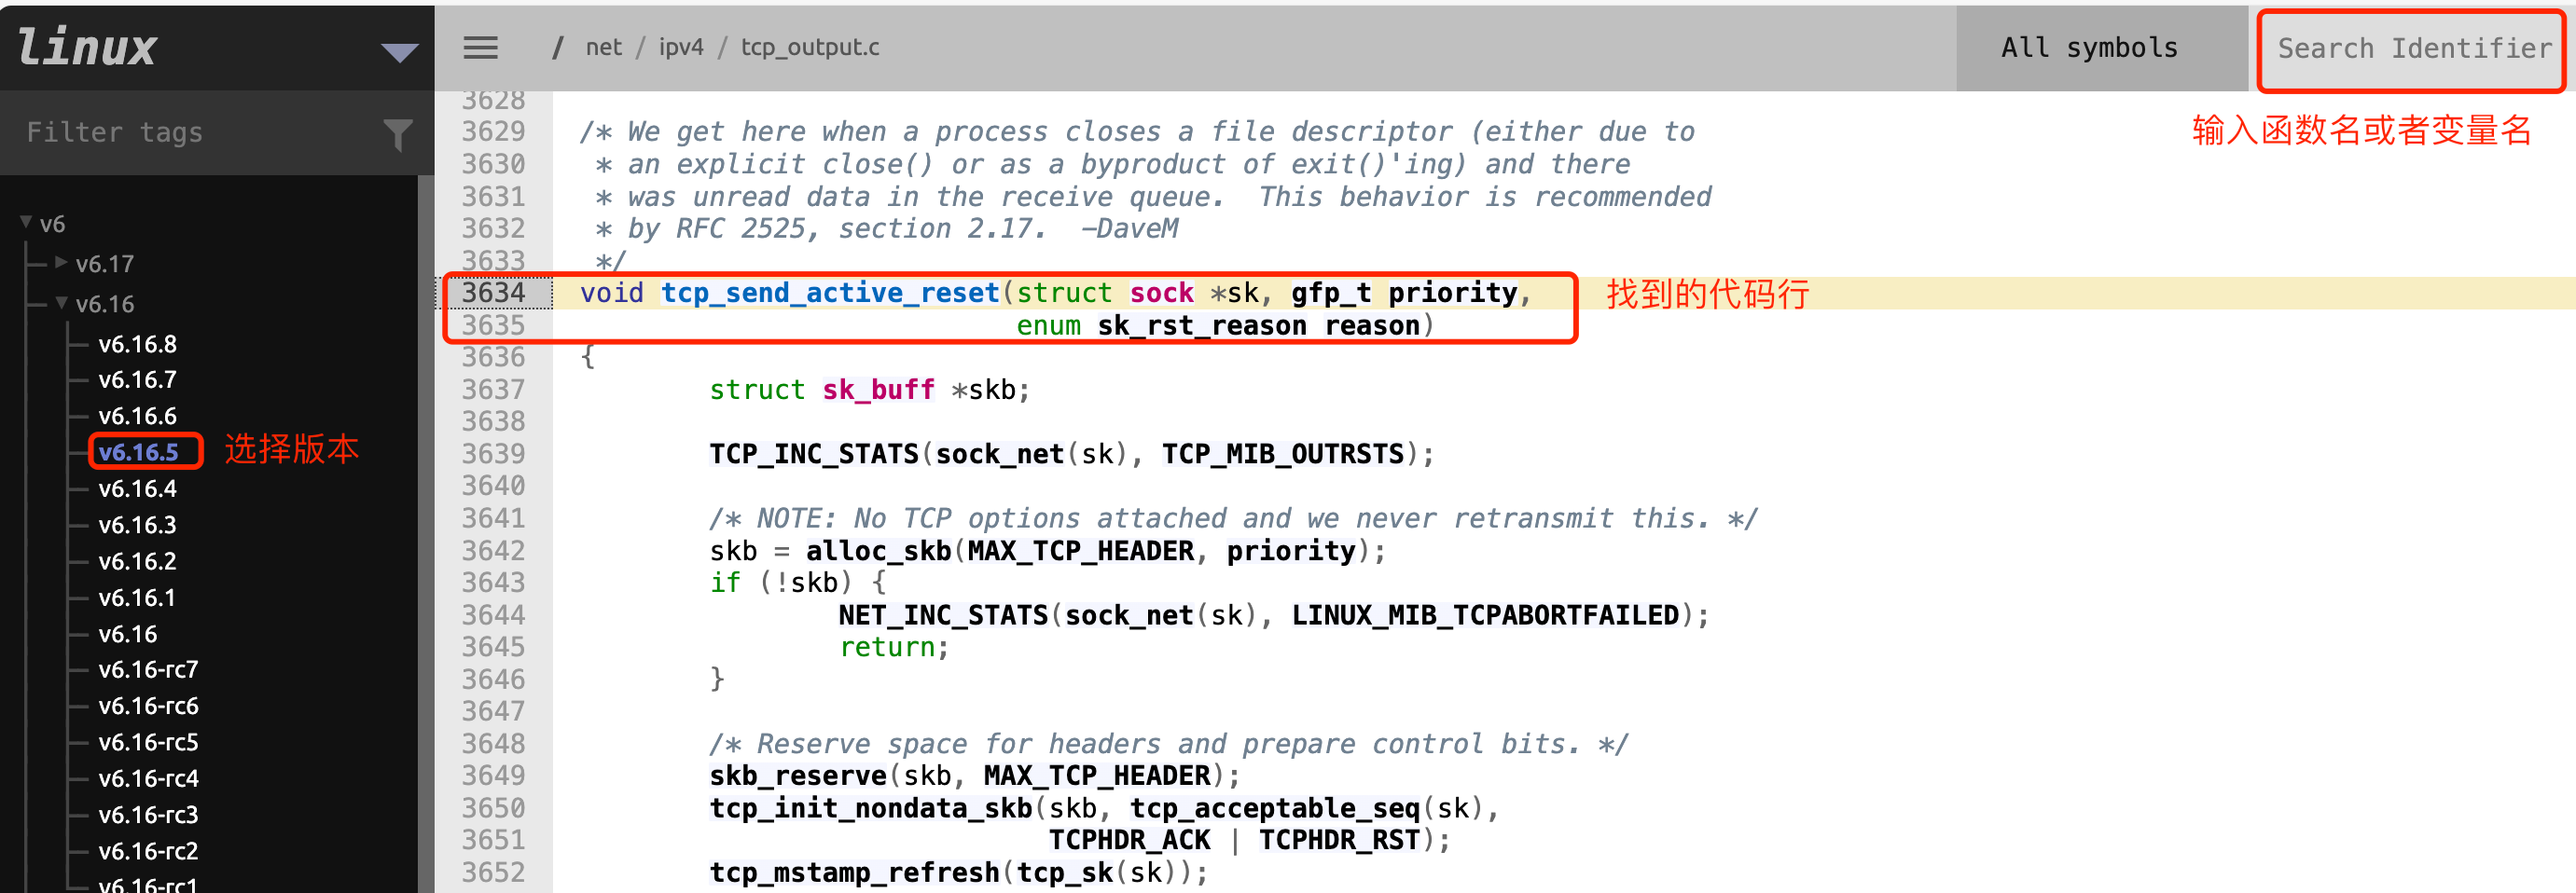 linux
/ net / ipv4 / tcp_output.c
All symbols
Search Identifier
Filter tags
输入函数名或者变量名
v6
v6.17
v6.16
v6.16.8
v6.16.7
v6.16.6
v6.16.5
选择版本
v6.16.4
v6.16.3
v6.16.2
v6.16.1
v6.16
v6.16-rc7
v6.16-rc6
v6.16-rc5
v6.16-rc4
v6.16-rc3
v6.16-rc2
v6.16-rc1
3628
3629 /* We get here when a process closes a file descriptor (either due to
3630 * an explicit close() or as a byproduct of exit()'ing) and there
3631 * was unread data in the receive queue.  This behavior is recommended
3632 * by RFC 2525, section 2.17.  -DaveM
3633 */
3634 void tcp_send_active_reset(struct sock *sk, gfp_t priority,
找到的代码行
3635 enum sk_rst_reason reason)
3636 {
3637 struct sk_buff *skb;
3638
3639 TCP_INC_STATS(sock_net(sk), TCP_MIB_OUTRSTS);
3640
3641 /* NOTE: No TCP options attached and we never retransmit this. */
3642 skb = alloc_skb(MAX_TCP_HEADER, priority);
3643 if (!skb) {
3644 NET_INC_STATS(sock_net(sk), LINUX_MIB_TCPABORTFAILED);
3645 return;
3646 }
3647
3648 /* Reserve space for headers and prepare control bits. */
3649 skb_reserve(skb, MAX_TCP_HEADER);
3650 tcp_init_nondata_skb(skb, tcp_acceptable_seq(sk),
3651 TCPHDR_ACK | TCPHDR_RST);
3652 tcp_mstamp_refresh(tcp_sk(sk));